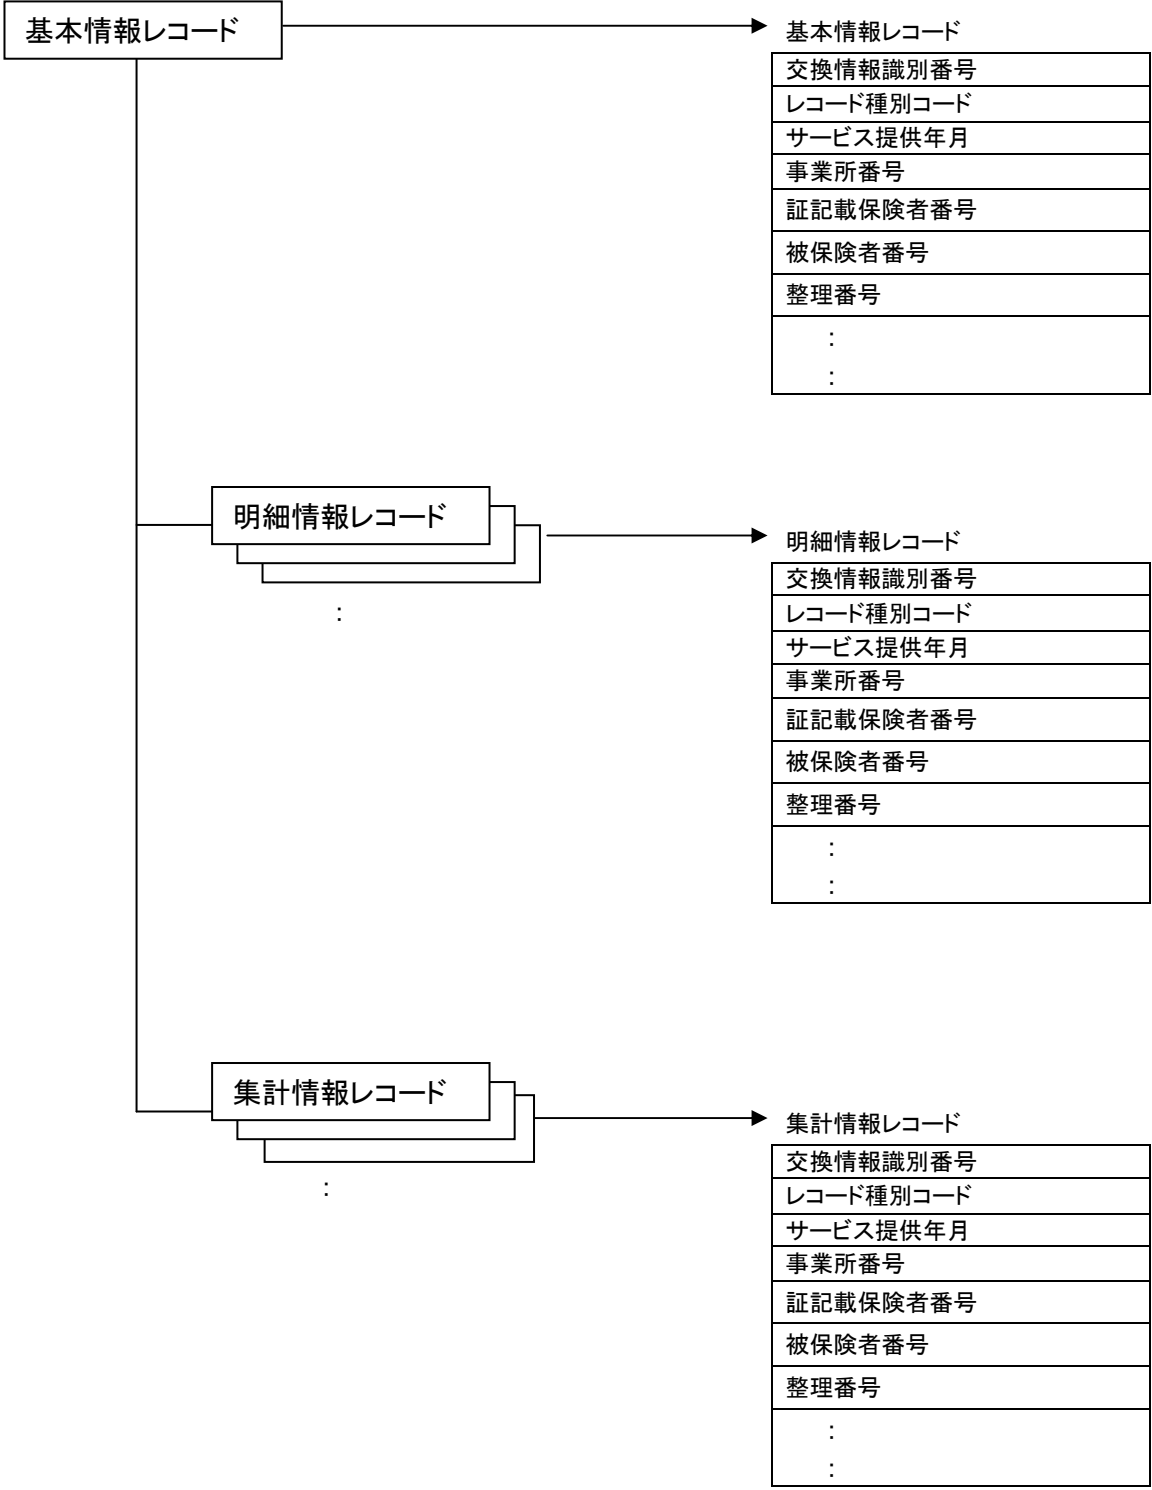 基本情報レコード
基本情報レコード
交換情報識別番号
レコード種別コード
サービス提供年月
事業所番号
証記載保険者番号
被保険者番号
整理番号
:
:
明細情報レコード
:
明細情報レコード
交換情報識別番号
レコード種別コード
サービス提供年月
事業所番号
証記載保険者番号
被保険者番号
整理番号
:
:
集計情報レコード
:
集計情報レコード
交換情報識別番号
レコード種別コード
サービス提供年月
事業所番号
証記載保険者番号
被保険者番号
整理番号
:
: